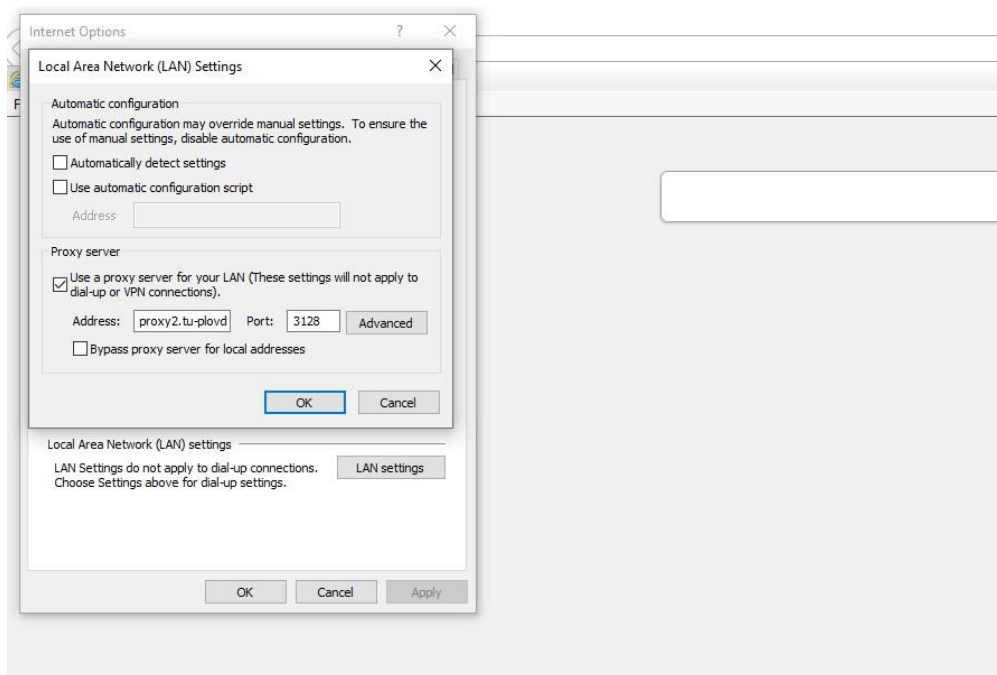 Internet Options
?
Local Area Network (LAN) Settings
F
Automatic configuration
Automatic configuration may override manual settings. To ensure the
use of manual settings, disable automatic configuration.
Automatically detect settings
Use automatic configuration script
Address
Proxy server
Use a proxy server for your LAN (These settings will not apply to
dial-up or VPN connections).
Address: proxy2.tu-plovd Port: 3128 Advanced
Bypass proxy server for local addresses
OK Cancel
Local Area Network (LAN) settings
LAN Settings do not apply to dial-up connections. LAN settings
Choose Settings above for dial-up settings.
OK Cancel Apply